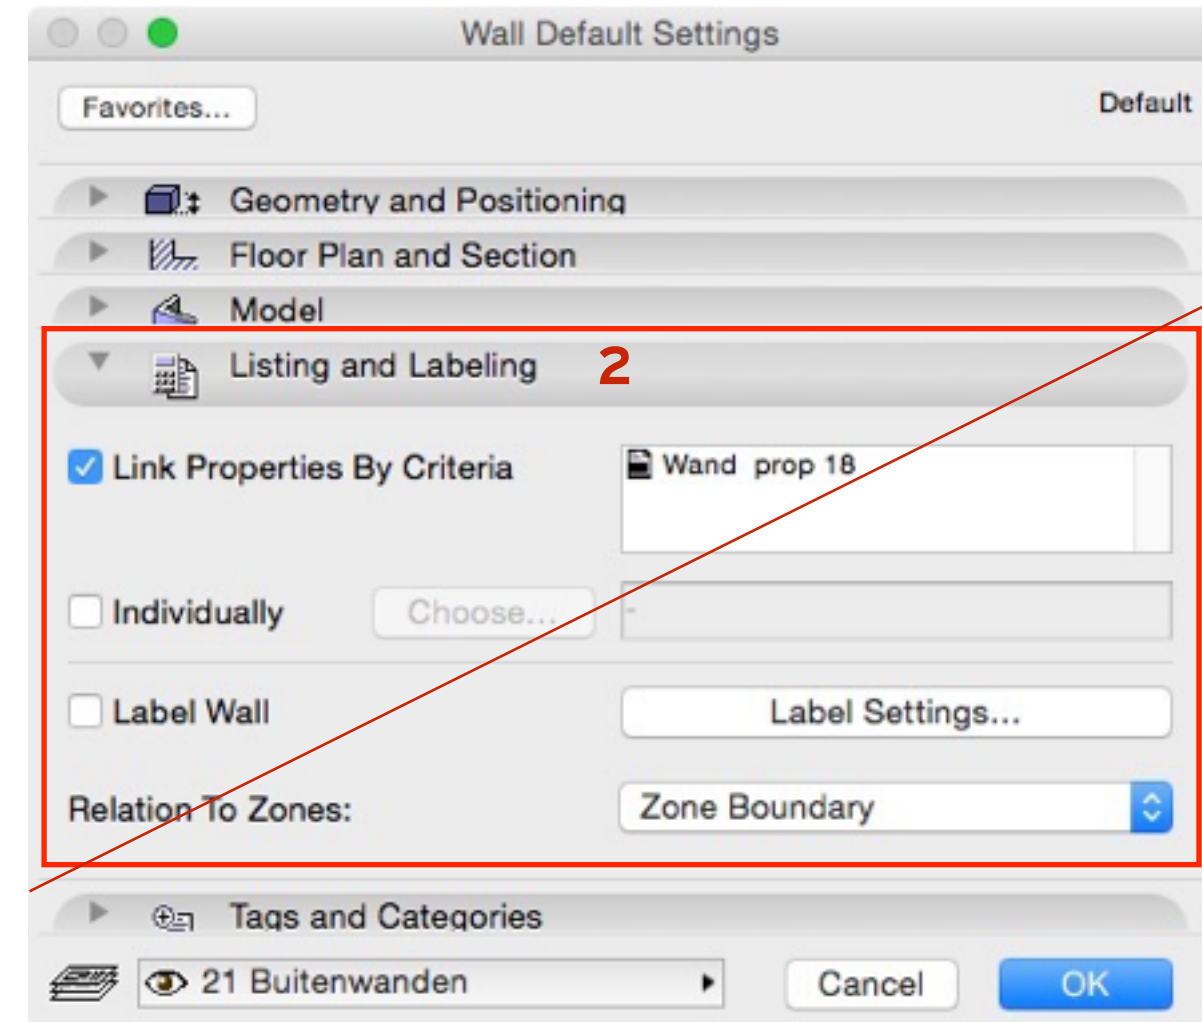 Wall Default Settings
Favorites...
Default
Geometry and Positioning
Floor Plan and Section
Model
Listing and Labeling 2
Link Properties By Criteria
Wand prop 18
Individually
Choose...
-
Label Wall
Label Settings...
Relation To Zones:
Zone Boundary
Tags and Categories
21 Buitenwanden
Cancel
OK